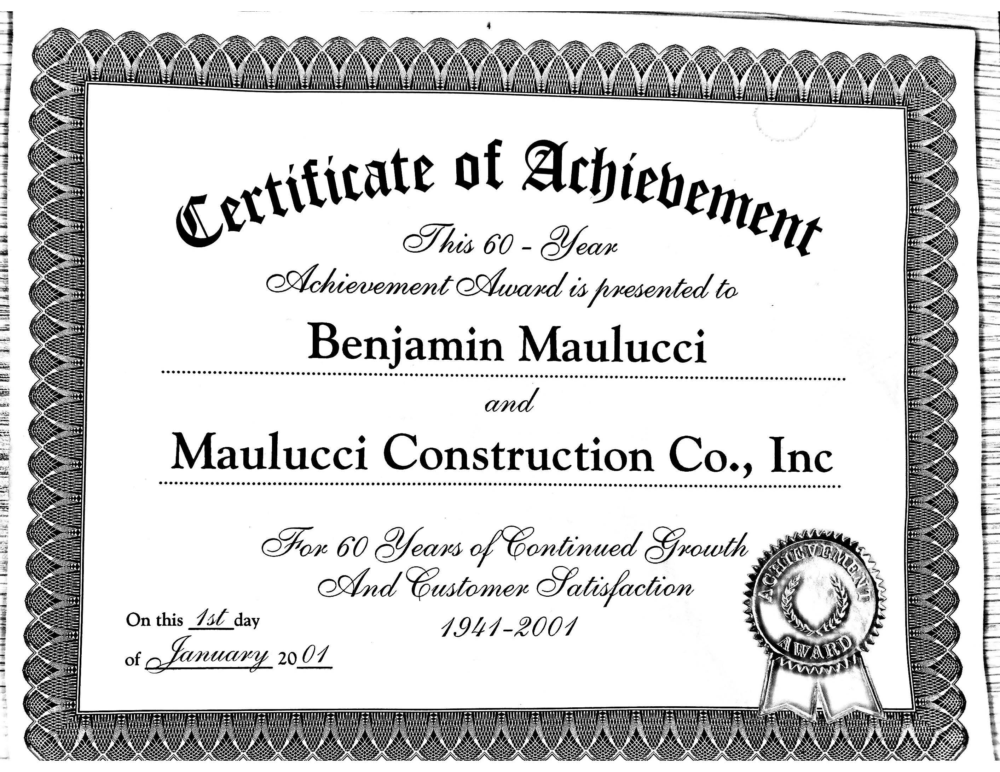 Certificate of Achievement
This 60 - Year
Achievement Award is presented to
Benjamin Maulucci
and
Maulucci Construction Co., Inc
For 60 Years of Continued Growth
And Customer Satisfaction
1941-2001
On this 1st day
of January 2001
ACHIEVEMENT
AWARD